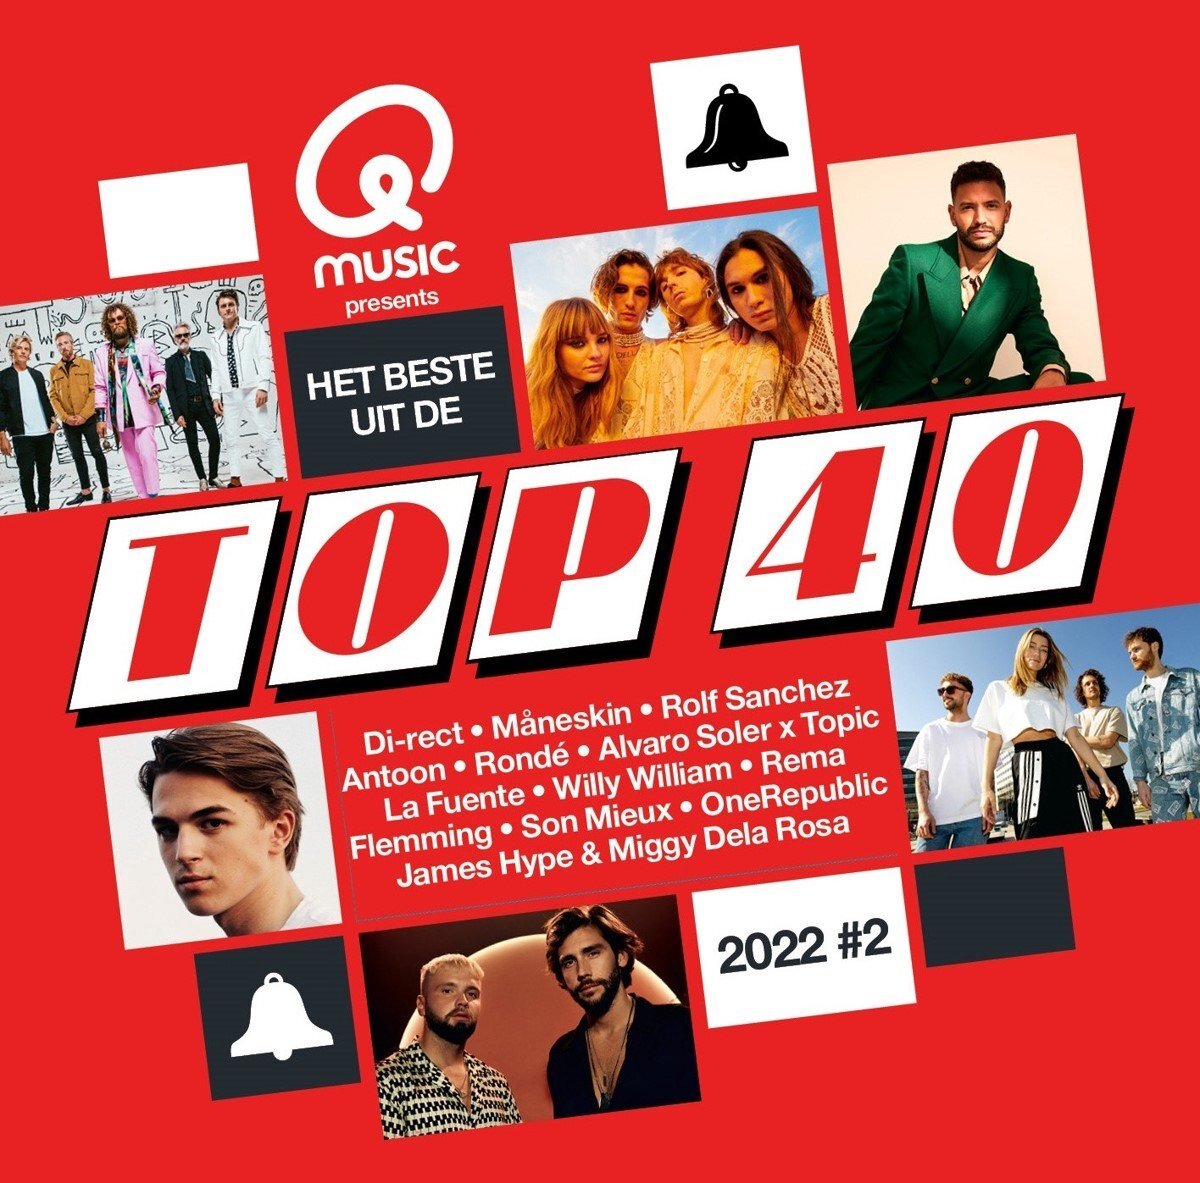 Q
music
presents
HET BESTE
UIT DE
TOP 40
Di-rect • Måneskin • Rolf Sanchez
Antoon • Rondé • Alvaro Soler x Topic
La Fuente • Willy William • Rema
Flemming • Son Mieux • OneRepublic
James Hype & Miggy Dela Rosa
2022 #2